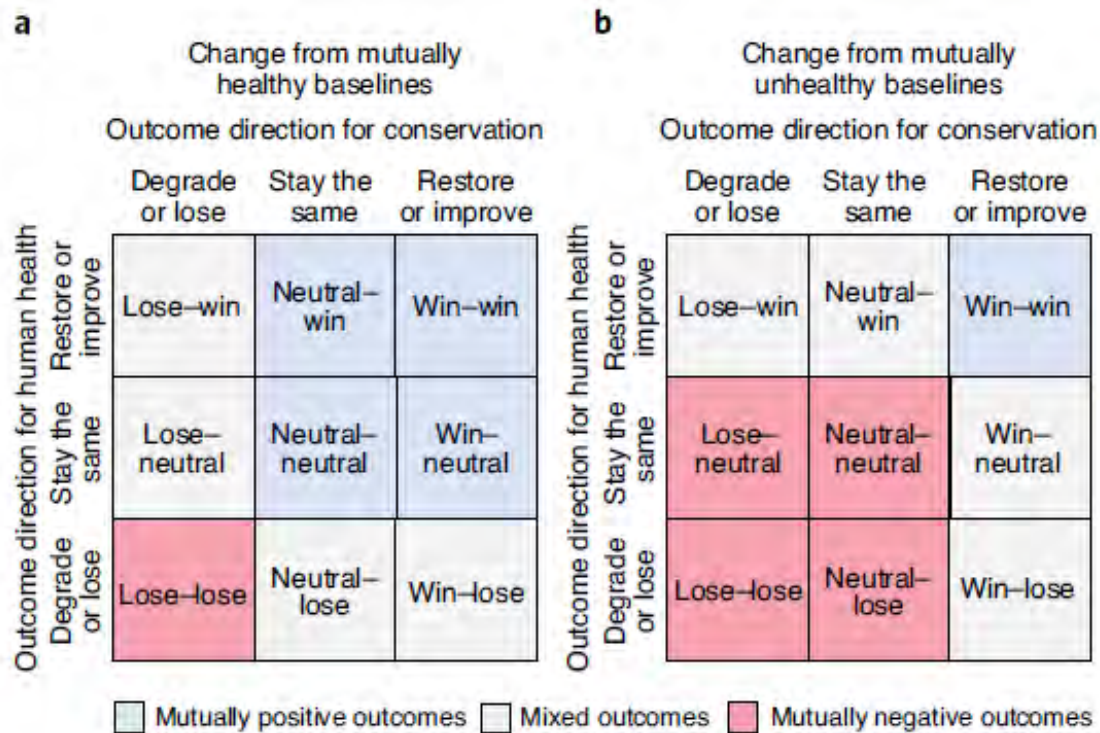 a
Change from mutually
healthy baselines
Outcome direction for conservation
Degrade
or lose
Stay the
same
Restore
or improve
Outcome direction for human health
Restore or
improve
Stay the
same
Degrade
or lose
Lose–win
Neutral–
win
Win–win
Lose–
neutral
Neutral–
neutral
Win–
neutral
Lose–lose
Neutral–
lose
Win–lose
b
Change from mutually
unhealthy baselines
Outcome direction for conservation
Degrade
or lose
Stay the
same
Restore
or improve
Outcome direction for human health
Restore or
improve
Stay the
same
Degrade
or lose
Lose–win
Neutral–
win
Win–win
Lose–
neutral
Neutral–
neutral
Win–
neutral
Lose–lose
Neutral–
lose
Win–lose
Mutually positive outcomes
Mixed outcomes
Mutually negative outcomes